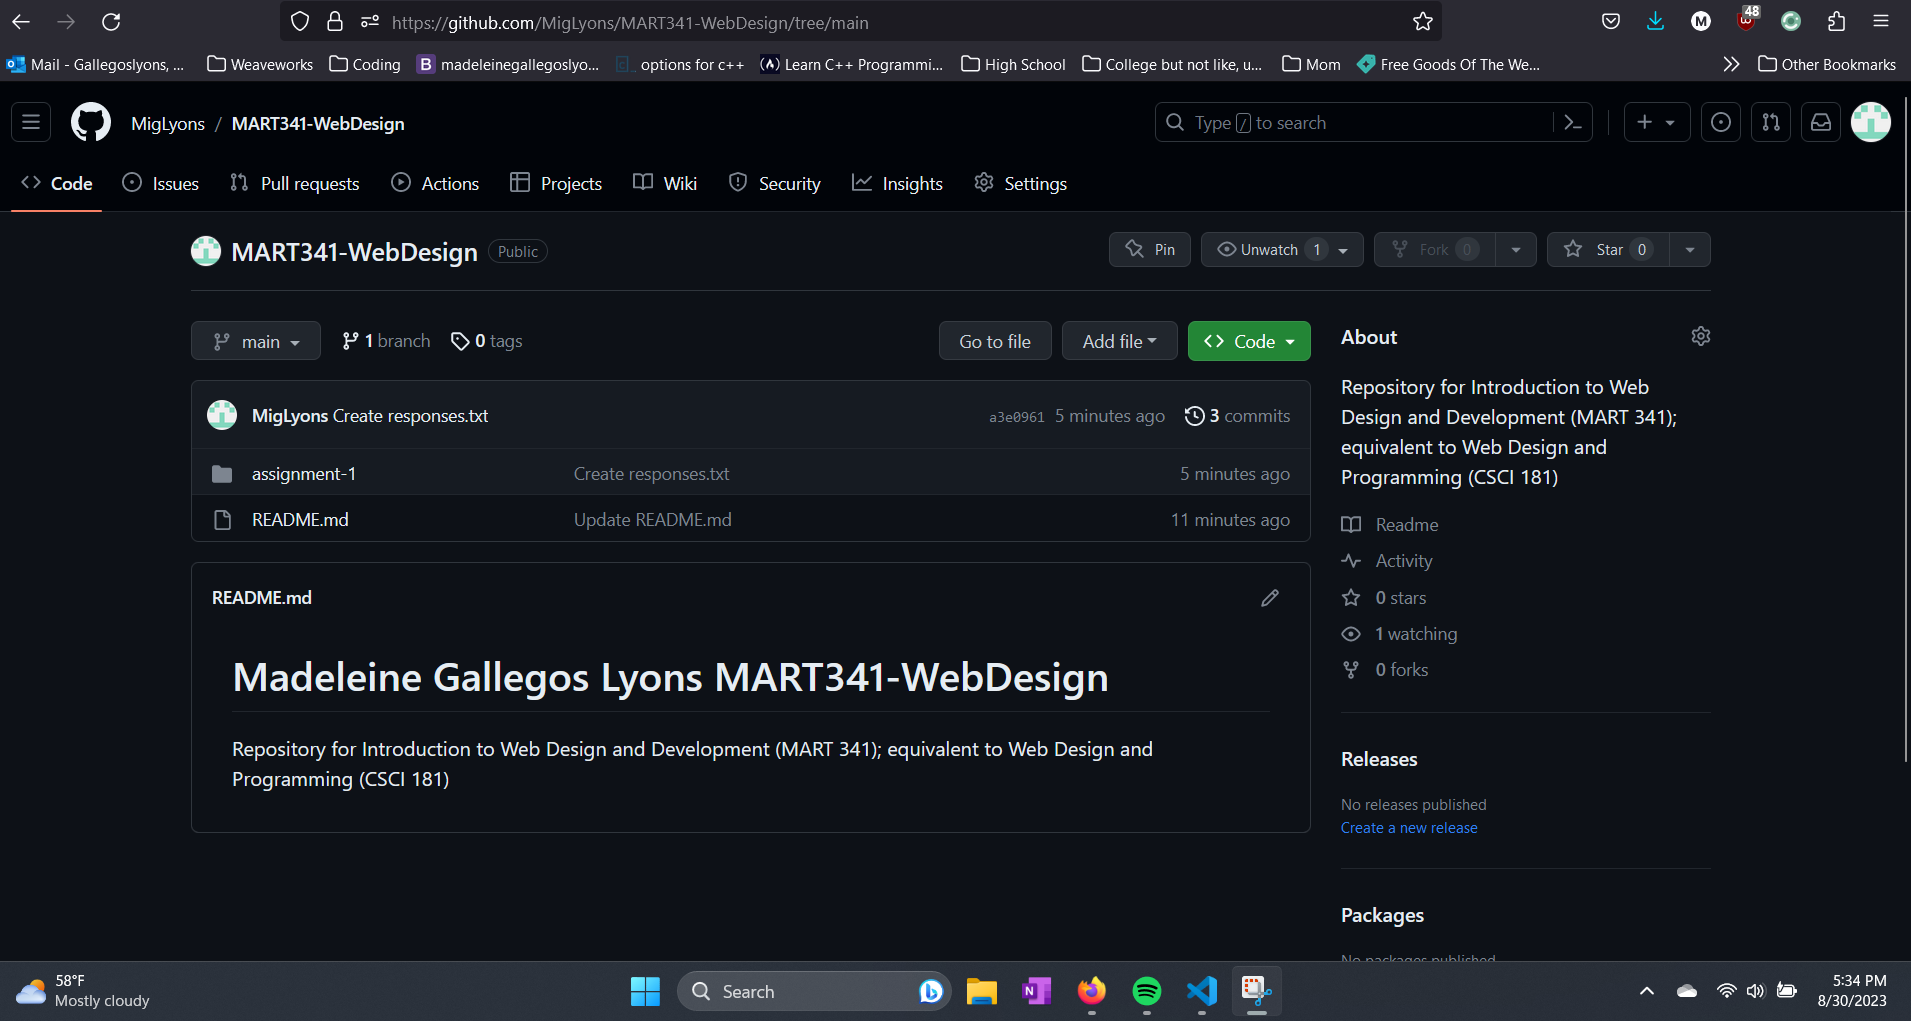 https://github.com/MigLyons/MART341-WebDesign/tree/main
48
Mail - Gallegoslyons, ...
Weaveworks
Coding
madeleinegallegoslyo...
options for c++
Learn C++ Programmi...
High School
College but not like, u...
Mom
Free Goods Of The We...
Other Bookmarks
MigLyons / MART341-WebDesign
Type / to search
Code
Issues
Pull requests
Actions
Projects
Wiki
Security
Insights
Settings
MART341-WebDesign Public
Pin
Unwatch 1
Fork 0
Star 0
main
1 branch
0 tags
Go to file
Add file
Code
MigLyons Create responses.txt
a3e0961 5 minutes ago
3 commits
assignment-1 Create responses.txt 5 minutes ago
README.md Update README.md 11 minutes ago
README.md
Madeleine Gallegos Lyons MART341-WebDesign
Repository for Introduction to Web Design and Development (MART 341); equivalent to Web Design and
Programming (CSCI 181)
About
Repository for Introduction to Web
Design and Development (MART 341);
equivalent to Web Design and
Programming (CSCI 181)
Readme
Activity
0 stars
1 watching
0 forks
Releases
No releases published
Create a new release
Packages
No packages published
58°F
Mostly cloudy
Search
5:34 PM
8/30/2023